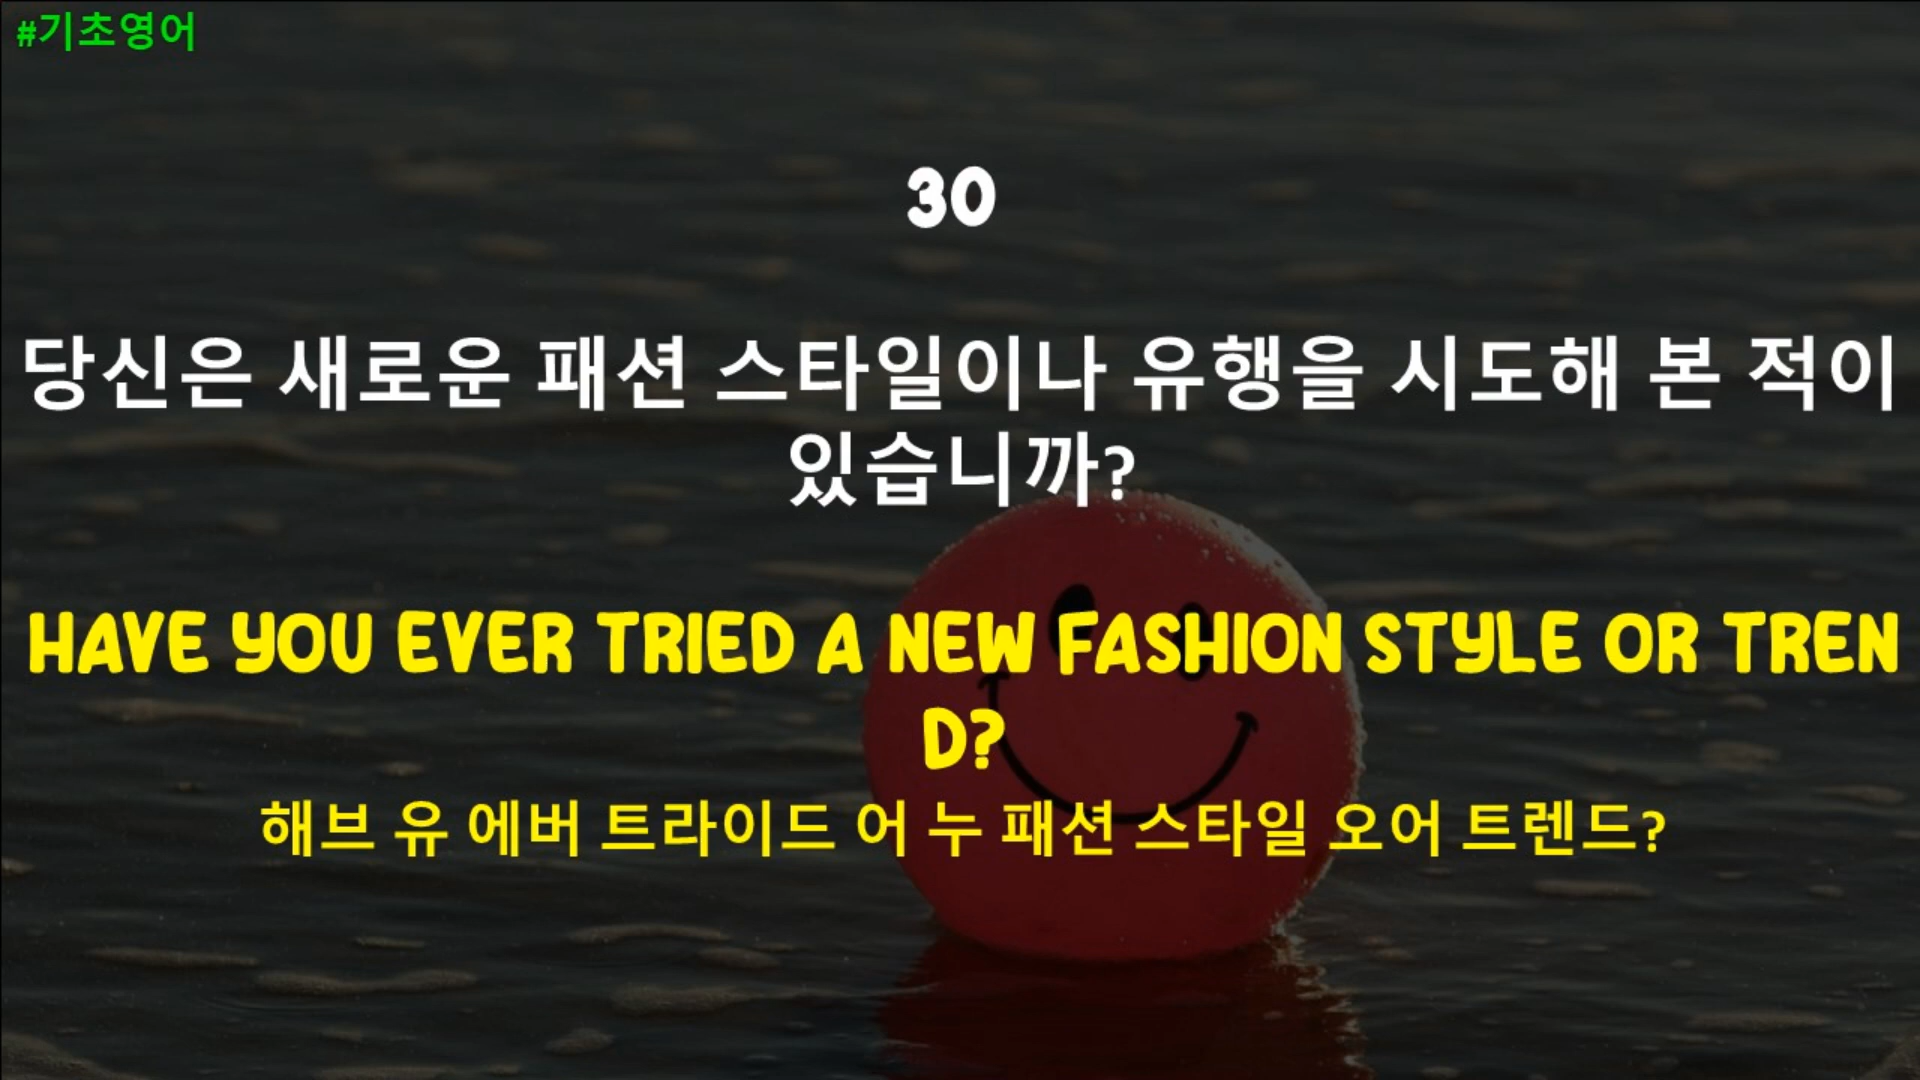 #기초영어
30
당신은 새로운 패션 스타일이나 유행을 시도해 본 적이
있습니까?
HAVE YOU EVER TRIED A NEW FASHION STYLE OR TREN
D?
해브 유 에버 트라이드 어 누 패션 스타일 오어 트렌드?